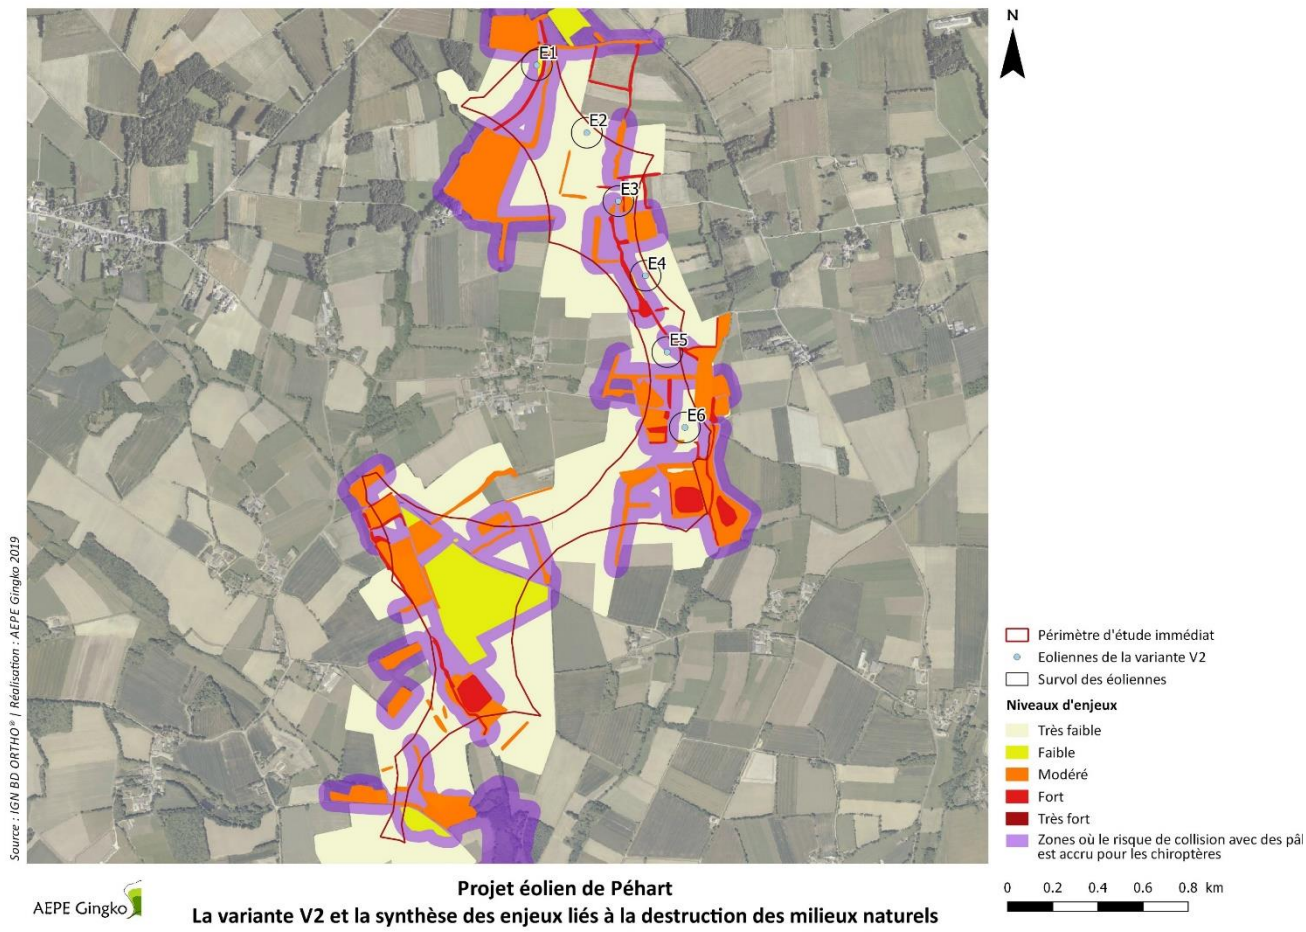 N
E1
E2
E3
E4
E5
E6
Source : IGN BD ORTHO® | Réalisation : AEPE Gingko 2019
Périmètre d'étude immédiat
Eoliennes de la variante V2
Survol des éoliennes
Niveaux d'enjeux
Très faible
Faible
Modéré
Fort
Très fort
Zones où le risque de collision avec des pâl
est accru pour les chiroptères
0 0.2 0.4 0.6 0.8 km
AEPE Gingko
Projet éolien de Péhart
La variante V2 et la synthèse des enjeux liés à la destruction des milieux naturels